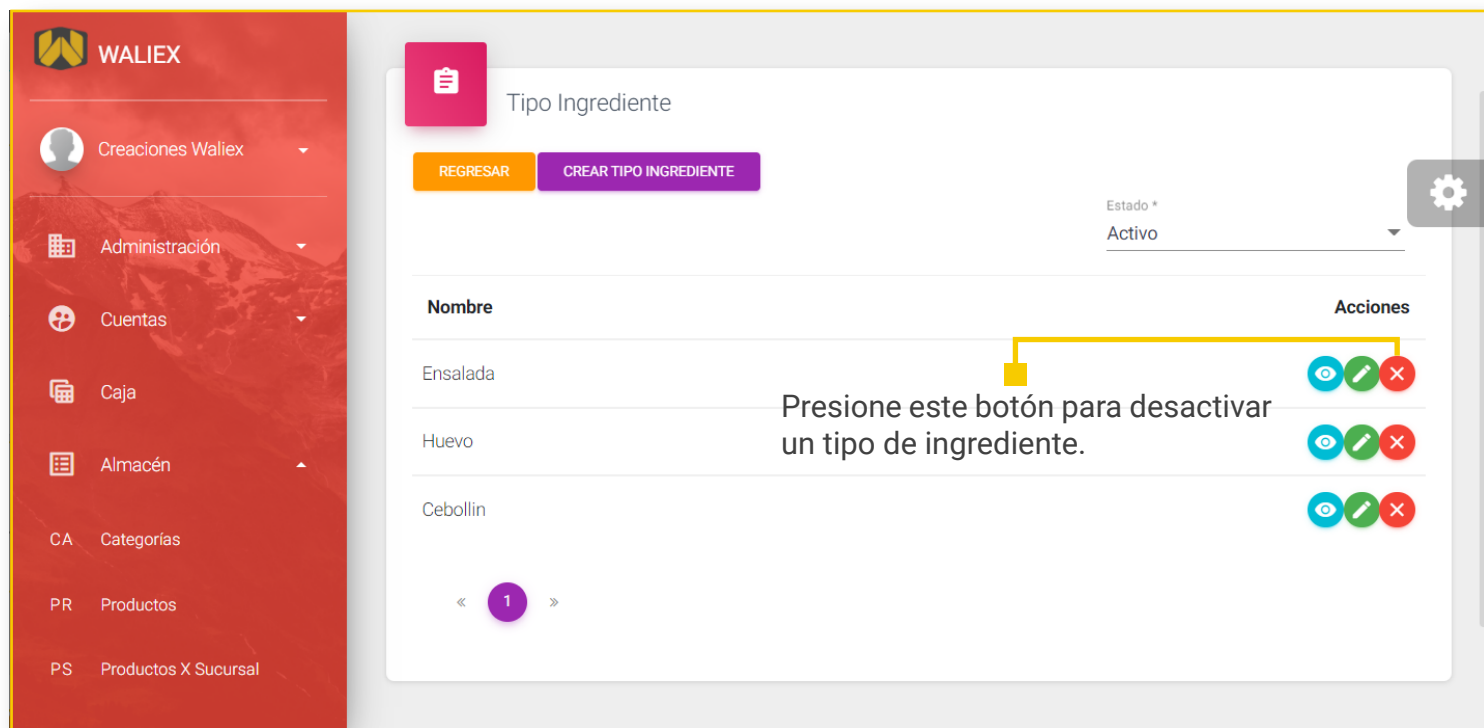 WALIEX
Creaciones Waliex
Administración
Cuentas
Caja
Almacén
CA Categorías
PR Productos
PS Productos X Sucursal
Tipo Ingrediente
REGRESAR CREAR TIPO INGREDIENTE
Estado *
Activo
Nombre Acciones
Ensalada
Presione este botón para desactivar
un tipo de ingrediente.
Huevo
Cebollin
« 1 »